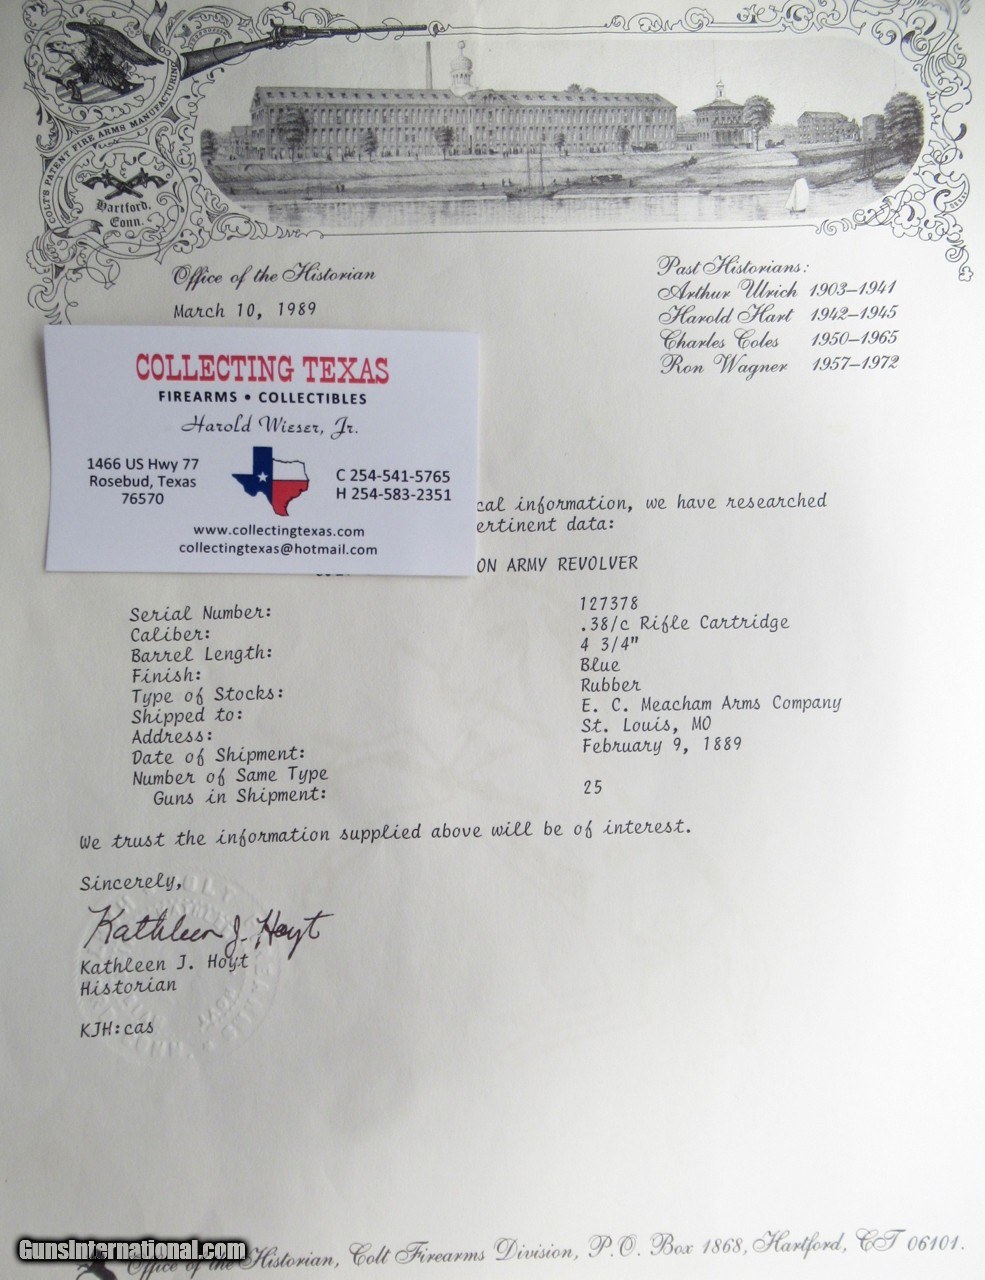 COLT'S PATENT FIRE ARMS MANUFACTURING CO
Hartford,
Conn.
Office of the Historian
March 10, 1989
Past Historians:
Arthur Ulrich 1903–1941
Harold Hart 1942–1945
Charles Coles 1950–1965
Ron Wagner 1957–1972
COLLECTING TEXAS
FIREARMS • COLLECTIBLES
Harold Wieser, Jr.
1466 US Hwy 77
Rosebud, Texas
76570
C 254-541-5765
H 254-583-2351
www.collectingtexas.com
collectingtexas@hotmail.com
cal information, we have researched
ertinent data:
ON ARMY REVOLVER
Serial Number: 127378
Caliber: .38/c Rifle Cartridge
Barrel Length: 4 3/4"
Finish: Blue
Type of Stocks: Rubber
Shipped to: E. C. Meacham Arms Company
Address: St. Louis, MO
Date of Shipment: February 9, 1889
Number of Same Type
Guns in Shipment: 25
We trust the information supplied above will be of interest.
Sincerely,
Kathleen J. Hoyt
Kathleen J. Hoyt
Historian
KJH:cas
Office of the Historian, Colt Firearms Division, P.O. Box 1868, Hartford, CT 06101.
GunsInternational.com